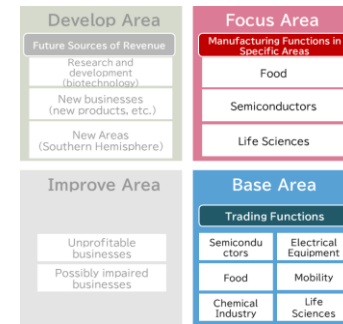 Develop Area
Future Sources of Revenue
Research and
development
(biotechnology)
New businesses
(new products, etc.)
New Areas
(Southern Hemisphere)
Focus Area
Manufacturing Functions in
Specific Areas
Food
Semiconductors
Life Sciences
Improve Area
Unprofitable
businesses
Possibly impaired
businesses
Base Area
Trading Functions
Semicondu
ctors
Electrical
Equipment
Food
Mobility
Chemical
Industry
Life
Sciences